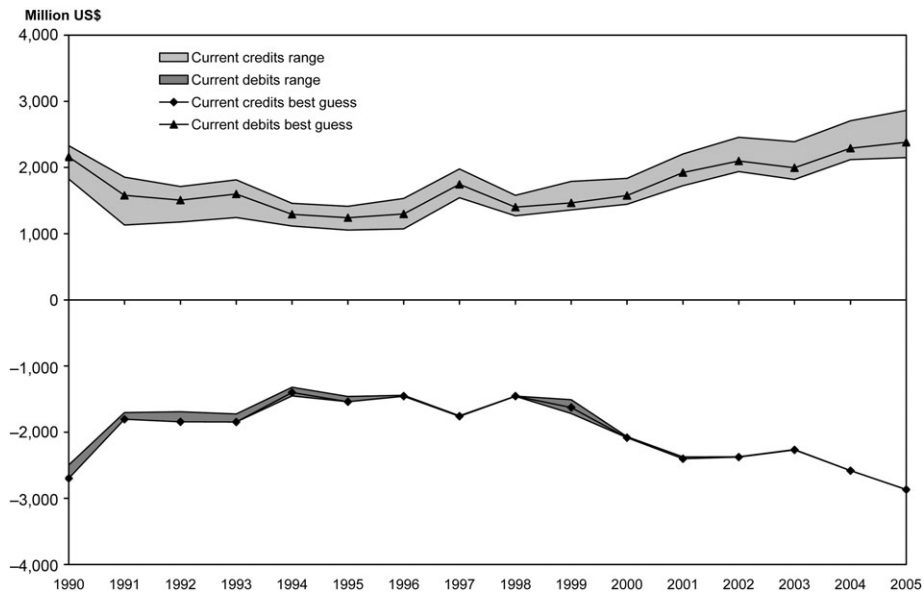 Million US$
4,000
3,000
2,000
1,000
0
–1,000
–2,000
–3,000
–4,000
Current credits range
Current debits range
Current credits best guess
Current debits best guess
1990 1991 1992 1993 1994 1995 1996 1997 1998 1999 2000 2001 2002 2003 2004 2005